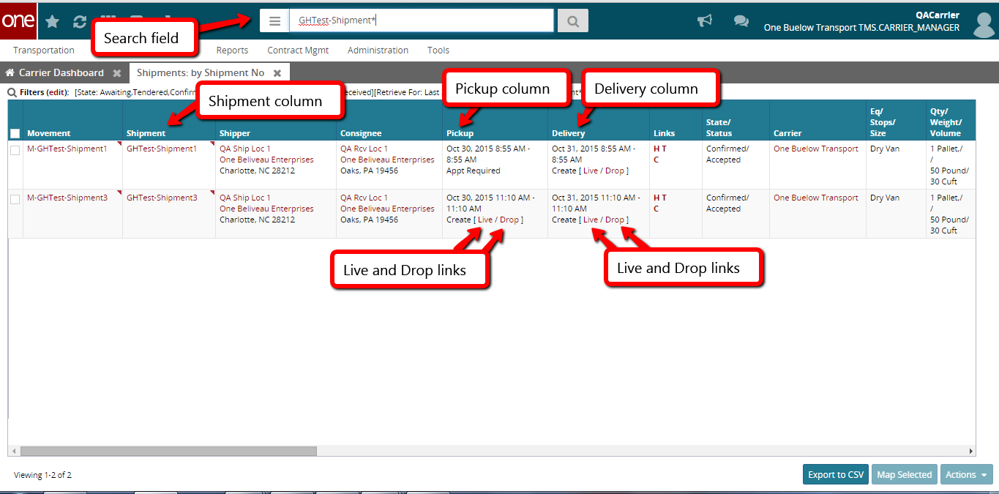 one
GHTest-Shipment*
QACarrier
One Buelow Transport TMS.CARRIER_MANAGER
Search field
Transportation
Reports
Contract Mgmt
Administration
Tools
Carrier Dashboard
Shipments: by Shipment No
Filters (edit): [State: Awaiting,Tendered,Confirm
eceived][Retrieve For: Last
Shipment column
Pickup column
Delivery column
Movement
Shipment
Shipper
Consignee
Pickup
Delivery
Links
State/
Status
Carrier
Eq/
Stops/
Size
Qty/
Weight/
Volume
M-GHTest-Shipment1
GHTest-Shipment1
QA Ship Loc 1
One Beliveau Enterprises
Charlotte, NC 28212
QA Rcv Loc 1
One Beliveau Enterprises
Oaks, PA 19456
Oct 30, 2015 8:55 AM -
8:55 AM
Appt Required
Oct 31, 2015 8:55 AM -
8:55 AM
Create [ Live / Drop ]
H T
C
Confirmed/
Accepted
One Buelow Transport
Dry Van
1 Pallet,/
/
50 Pound/
30 Cuft
M-GHTest-Shipment3
GHTest-Shipment3
QA Ship Loc 1
One Beliveau Enterprises
Charlotte, NC 28212
QA Rcv Loc 1
One Beliveau Enterprises
Oaks, PA 19456
Oct 30, 2015 11:10 AM -
11:10 AM
Create [ Live / Drop ]
Oct 31, 2015 11:10 AM -
11:10 AM
Create [ Live / Drop ]
H T
C
Confirmed/
Accepted
One Buelow Transport
Dry Van
1 Pallet,/
/
50 Pound/
30 Cuft
Live and Drop links
Live and Drop links
Viewing 1-2 of 2
Export to CSV
Map Selected
Actions